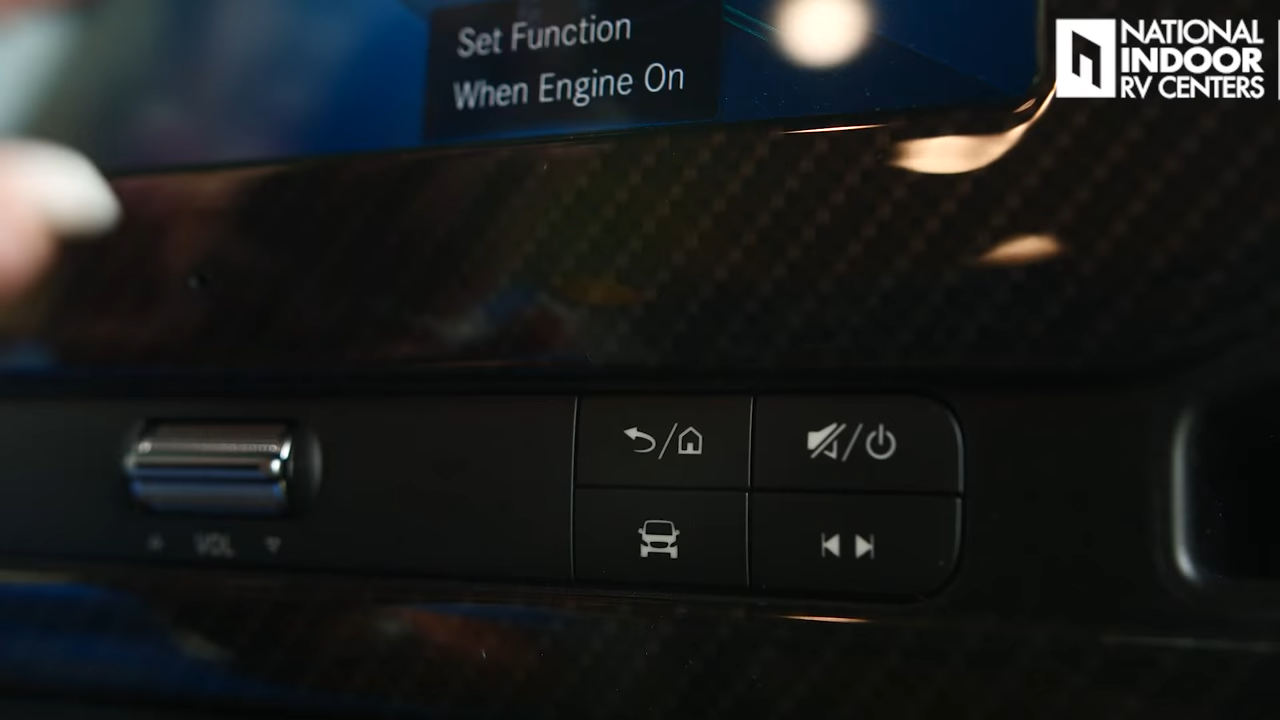 Set Function
When Engine On
NATIONAL
INDOOR
RV CENTERS
VOL